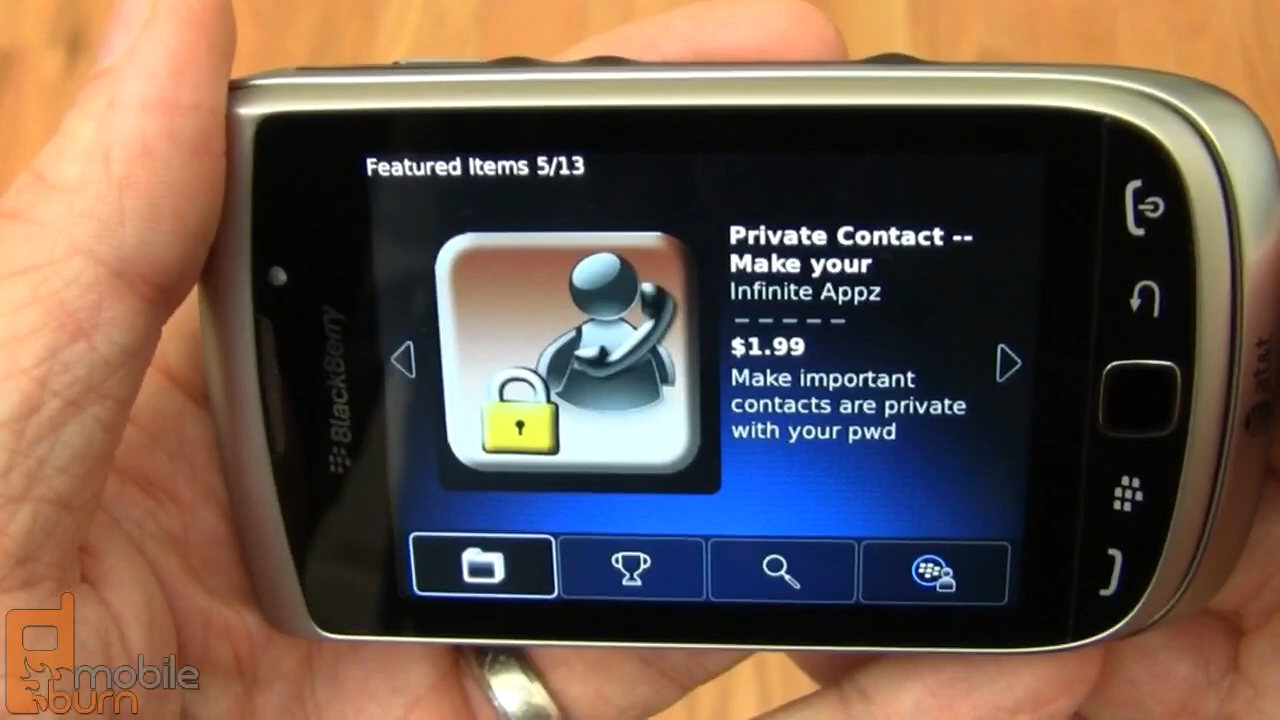 Featured Items 5/13
Private Contact --
Make your
Infinite Appz
- - - - -
$1.99
Make important
contacts are private
with your pwd
BlackBerry
at&t
mobile
burn